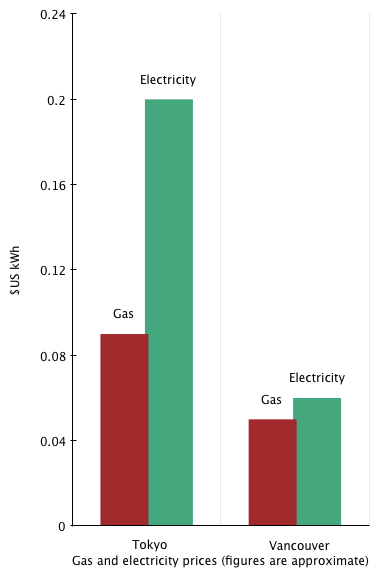 0.24
Electricity
0.2
0.16
0.12
$US kWh
Gas
0.08
Electricity
Gas
0.04
0
Tokyo
Vancouver
Gas and electricity prices (figures are approximate)